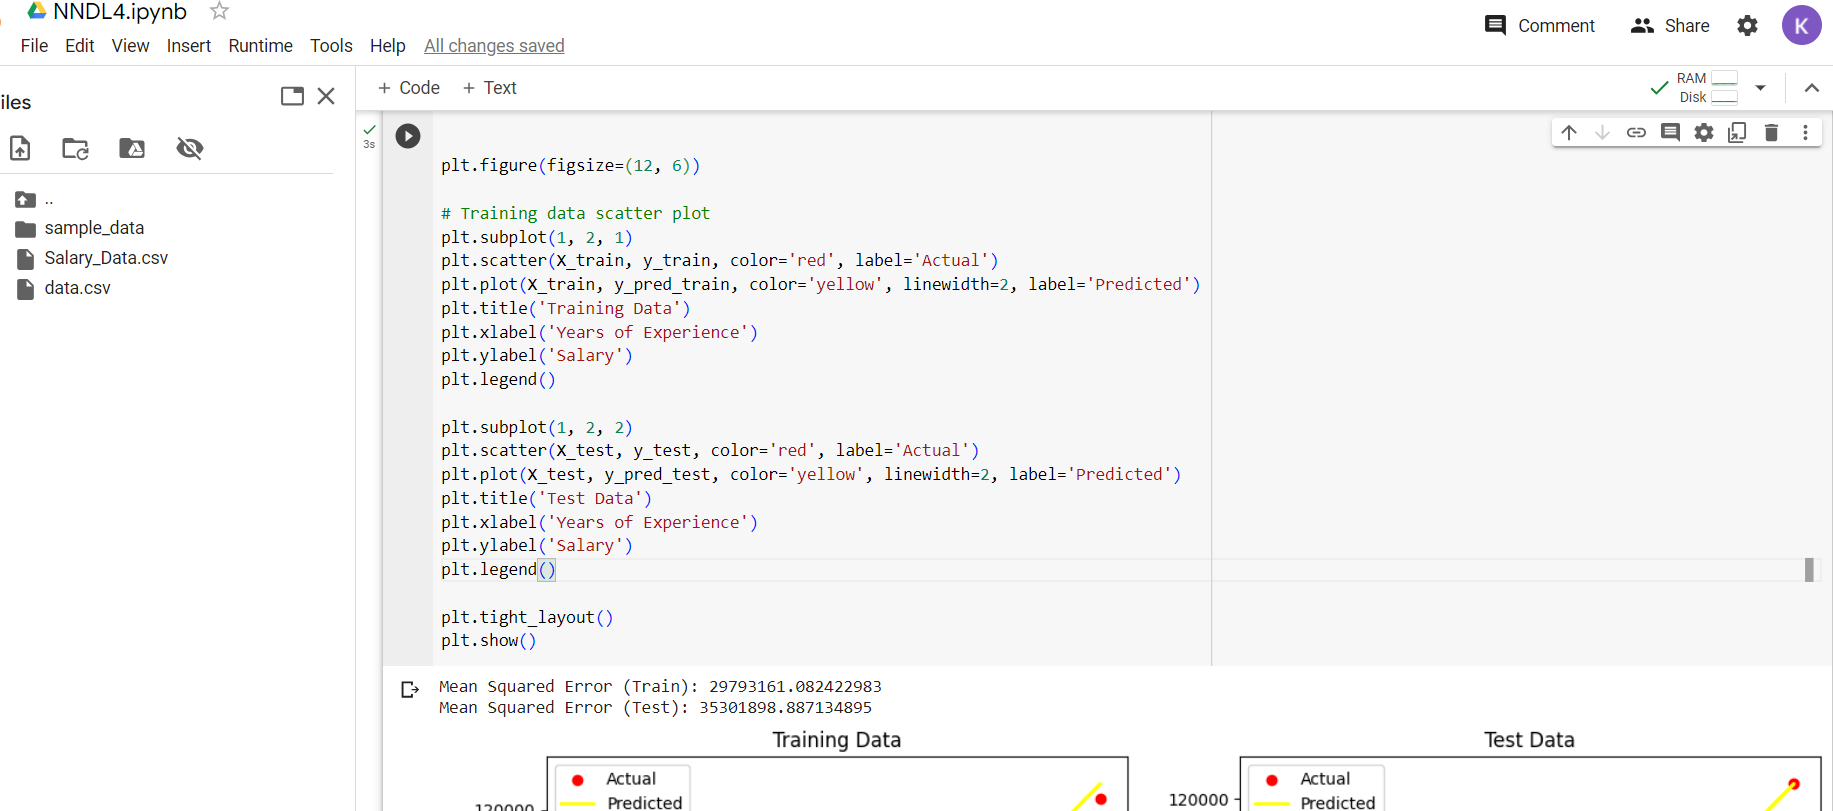 NNDL4.ipynb
File Edit View Insert Runtime Tools Help All changes saved
Comment Share K
iles
+ Code + Text
RAM
Disk
..
sample_data
Salary_Data.csv
data.csv
3s
plt.figure(figsize=(12, 6))
# Training data scatter plot
plt.subplot(1, 2, 1)
plt.scatter(X_train, y_train, color='red', label='Actual')
plt.plot(X_train, y_pred_train, color='yellow', linewidth=2, label='Predicted')
plt.title('Training Data')
plt.xlabel('Years of Experience')
plt.ylabel('Salary')
plt.legend()
plt.subplot(1, 2, 2)
plt.scatter(X_test, y_test, color='red', label='Actual')
plt.plot(X_test, y_pred_test, color='yellow', linewidth=2, label='Predicted')
plt.title('Test Data')
plt.xlabel('Years of Experience')
plt.ylabel('Salary')
plt.legend()
plt.tight_layout()
plt.show()
Mean Squared Error (Train): 29793161.082422983
Mean Squared Error (Test): 35301898.887134895
Training Data
Actual
Predicted
120000
Test Data
Actual
Predicted
120000